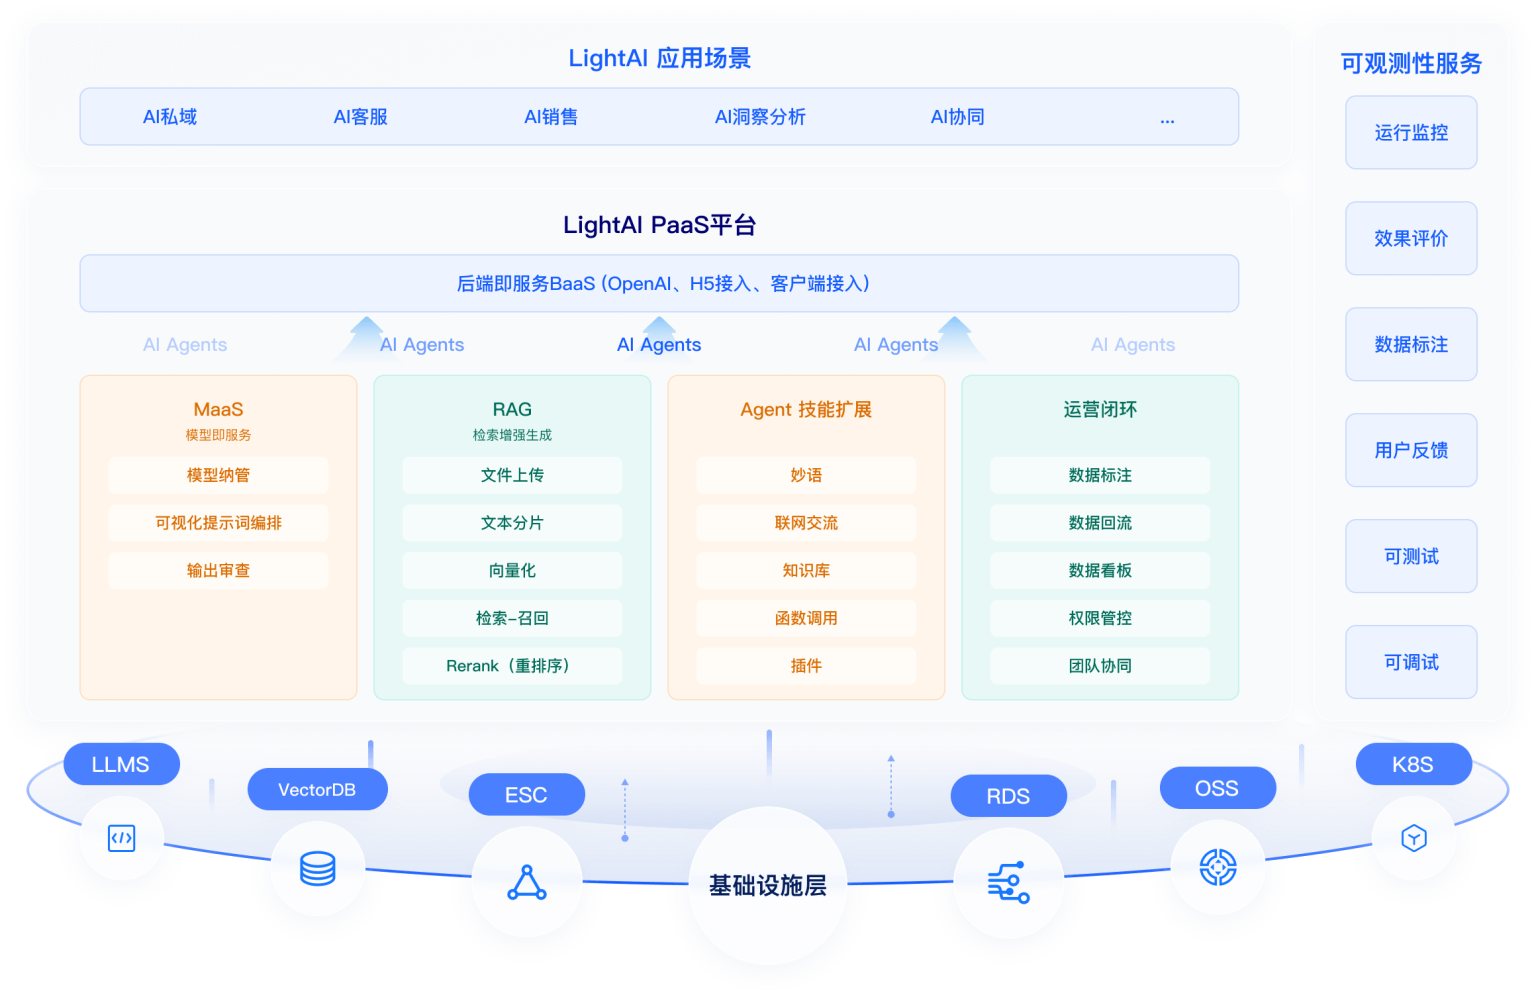 LightAI 应用场景
AI私域
AI客服
AI销售
AI洞察分析
AI协同
...
LightAI PaaS平台
后端即服务BaaS (OpenAI、H5接入、客户端接入)
AI Agents
AI Agents
AI Agents
AI Agents
AI Agents
MaaS
模型即服务
模型纳管
可视化提示词编排
输出审查
RAG
检索增强生成
文件上传
文本分片
向量化
检索-召回
Rerank（重排序）
Agent 技能扩展
妙语
联网交流
知识库
函数调用
插件
运营闭环
数据标注
数据回流
数据看板
权限管控
团队协同
可观测性服务
运行监控
效果评价
数据标注
用户反馈
可测试
可调试
LLMS
VectorDB
ESC
基础设施层
RDS
OSS
K8S